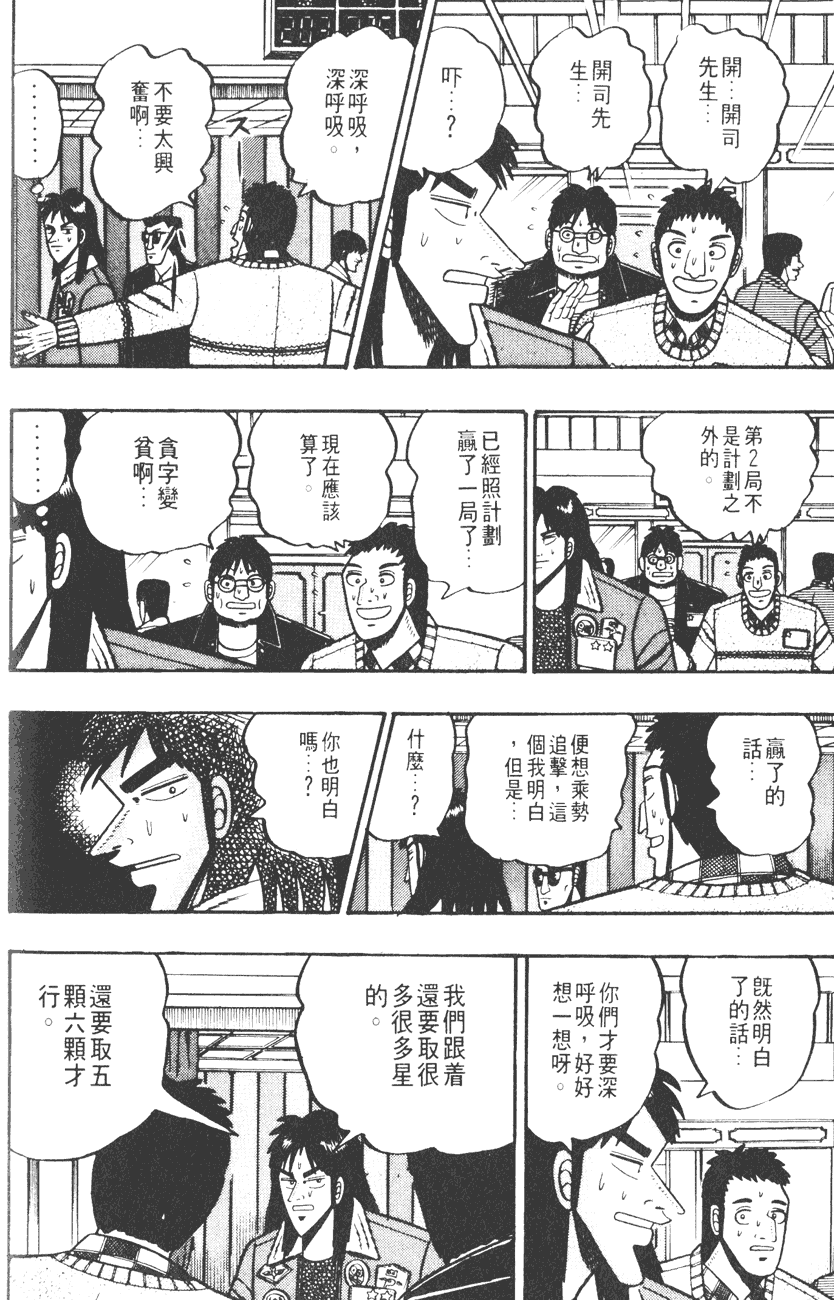 開…開司
先生…
開司先
生…
吓…?
深呼吸，
深呼吸。
ス
不要太興
奮啊…
………
第2局不
是計劃之
外的。
已經照計劃
贏了一局了…
現在應該
算了。
貪字變
貧啊…
………
贏了的
話…
便想乘勢
追擊，這
個我明白
，但是…
什麼…?
你也明白
嗎…?
既然明白
了的話…
你們才要深
呼吸，好好
想一想呀。
我們跟着
還要取很
多很多星
的。
還要取五
顆六顆才
行。